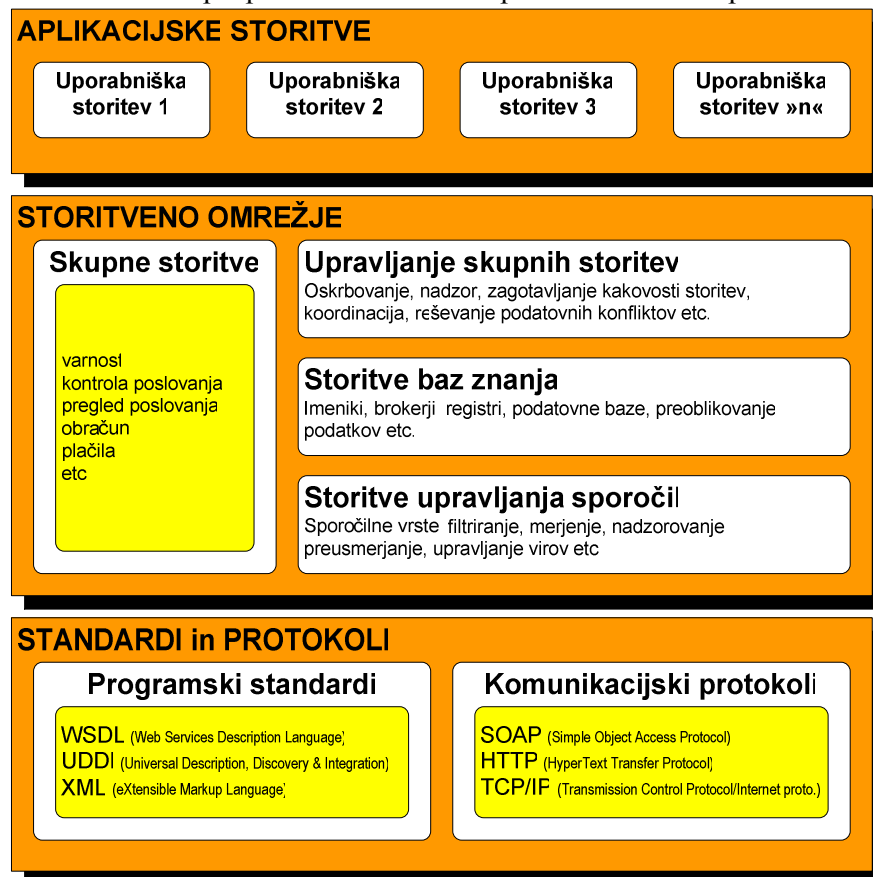 APLIKACIJSKE STORITVE
Uporabniška
storitev 1
Uporabniška
storitev 2
Uporabniška
storitev 3
Uporabniška
storitev »n«
STORITVENO OMREŽJE
Skupne storitve
varnost
kontrola poslovanja
pregled poslovanja
obračun
plačila
etc
Upravljanje skupnih storitev
Oskrbovanje, nadzor, zagotavljanje kakovosti storitev,
koordinacija, reševanje podatovnih konfliktov etc.
Storitve baz znanja
Imeniki, brokerji registri, podatovne baze, preoblikovanje
podatkov etc.
Storitve upravljanja sporočil
Sporočilne vrste filtriranje, merjenje, nadzorovanje
preusmerjanje, upravljanje virov etc
STANDARDI in PROTOKOLI
Programski standardi
WSDL (Web Services Description Language)
UDDI (Universal Description, Discovery & Integration)
XML (eXtensible Markup Language)
Komunikacijski protokoli
SOAP (Simple Object Access Protocol)
HTTP (HyperText Transfer Protocol)
TCP/IP (Transmission Control Protocol/Internet proto.)